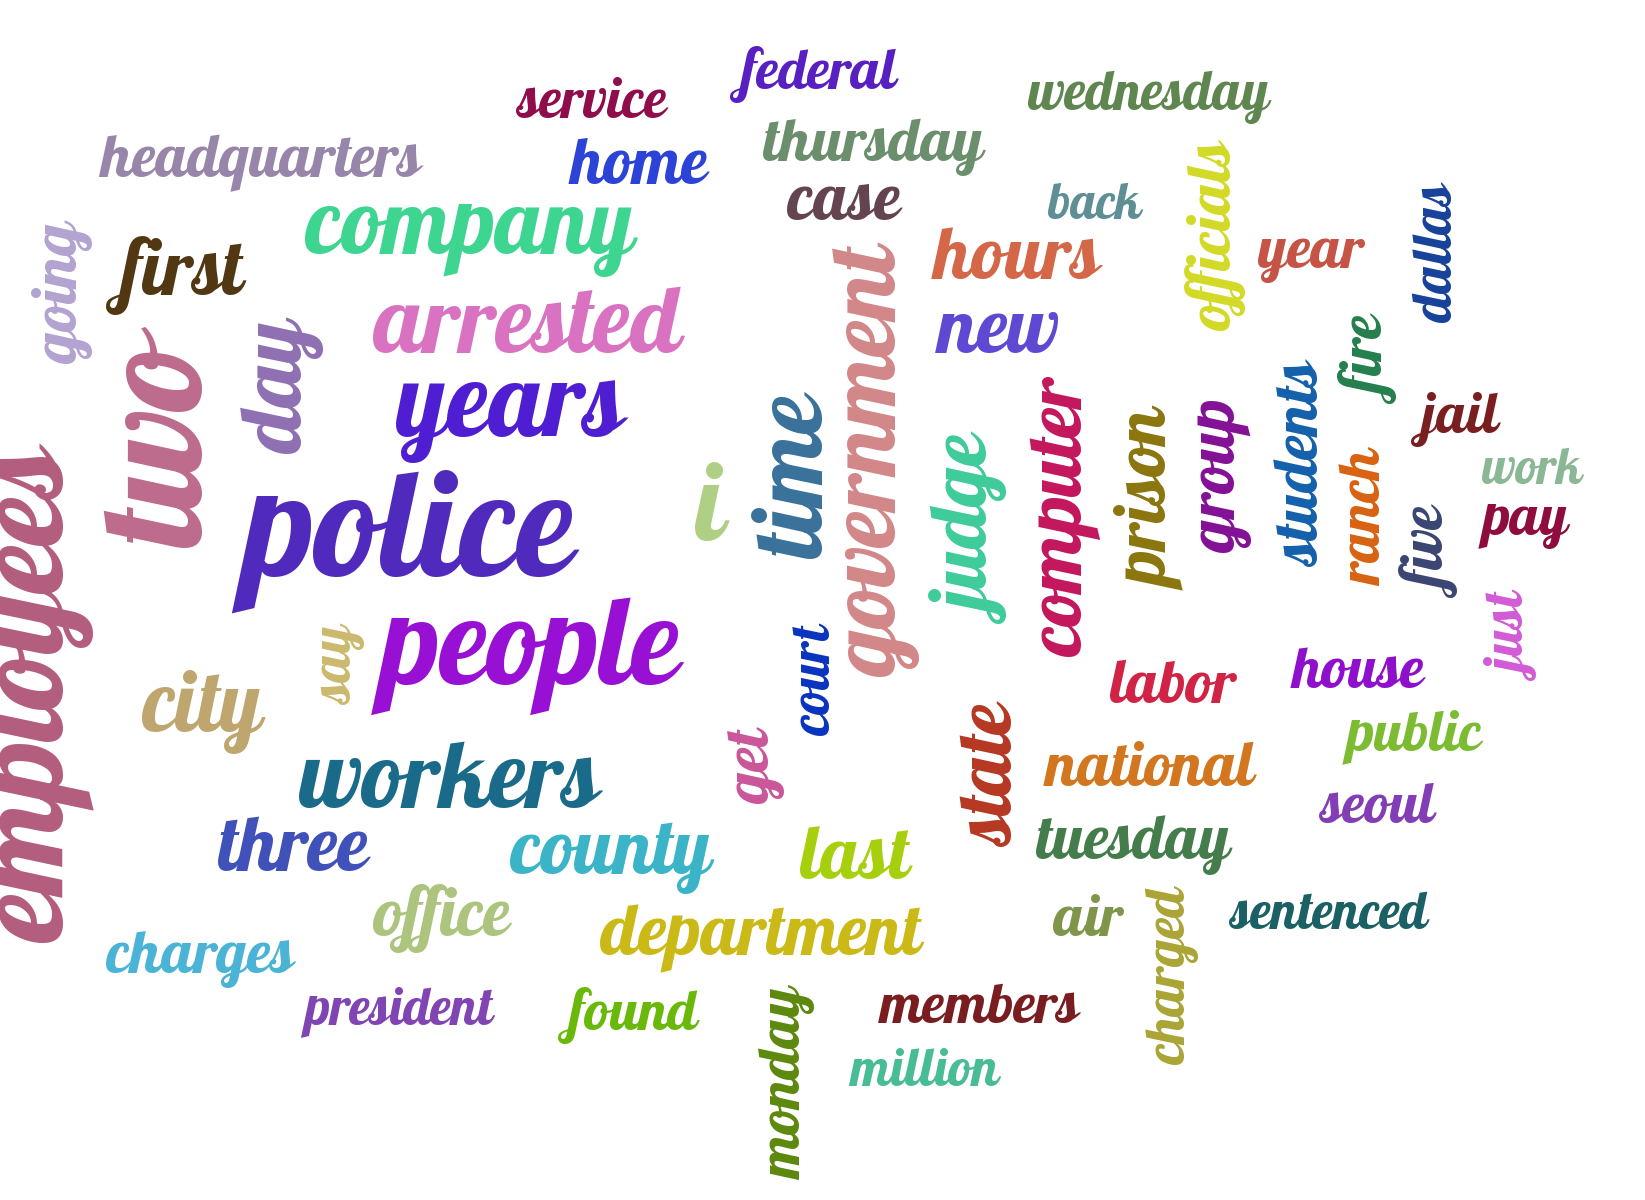 federal
service
wednesday
headquarters
home
thursday
case
back
officials
company
first
going
hours
year
dallas
arrested
government
new
day
two
years
fire
time
computer
students
jail
i
judge
prison
group
ranch
work
police
employees
five
pay
people
say
court
just
labor
house
city
state
public
workers
get
national
seoul
three
county
last
tuesday
office
department
air
charged
sentenced
charges
president
found
monday
members
million